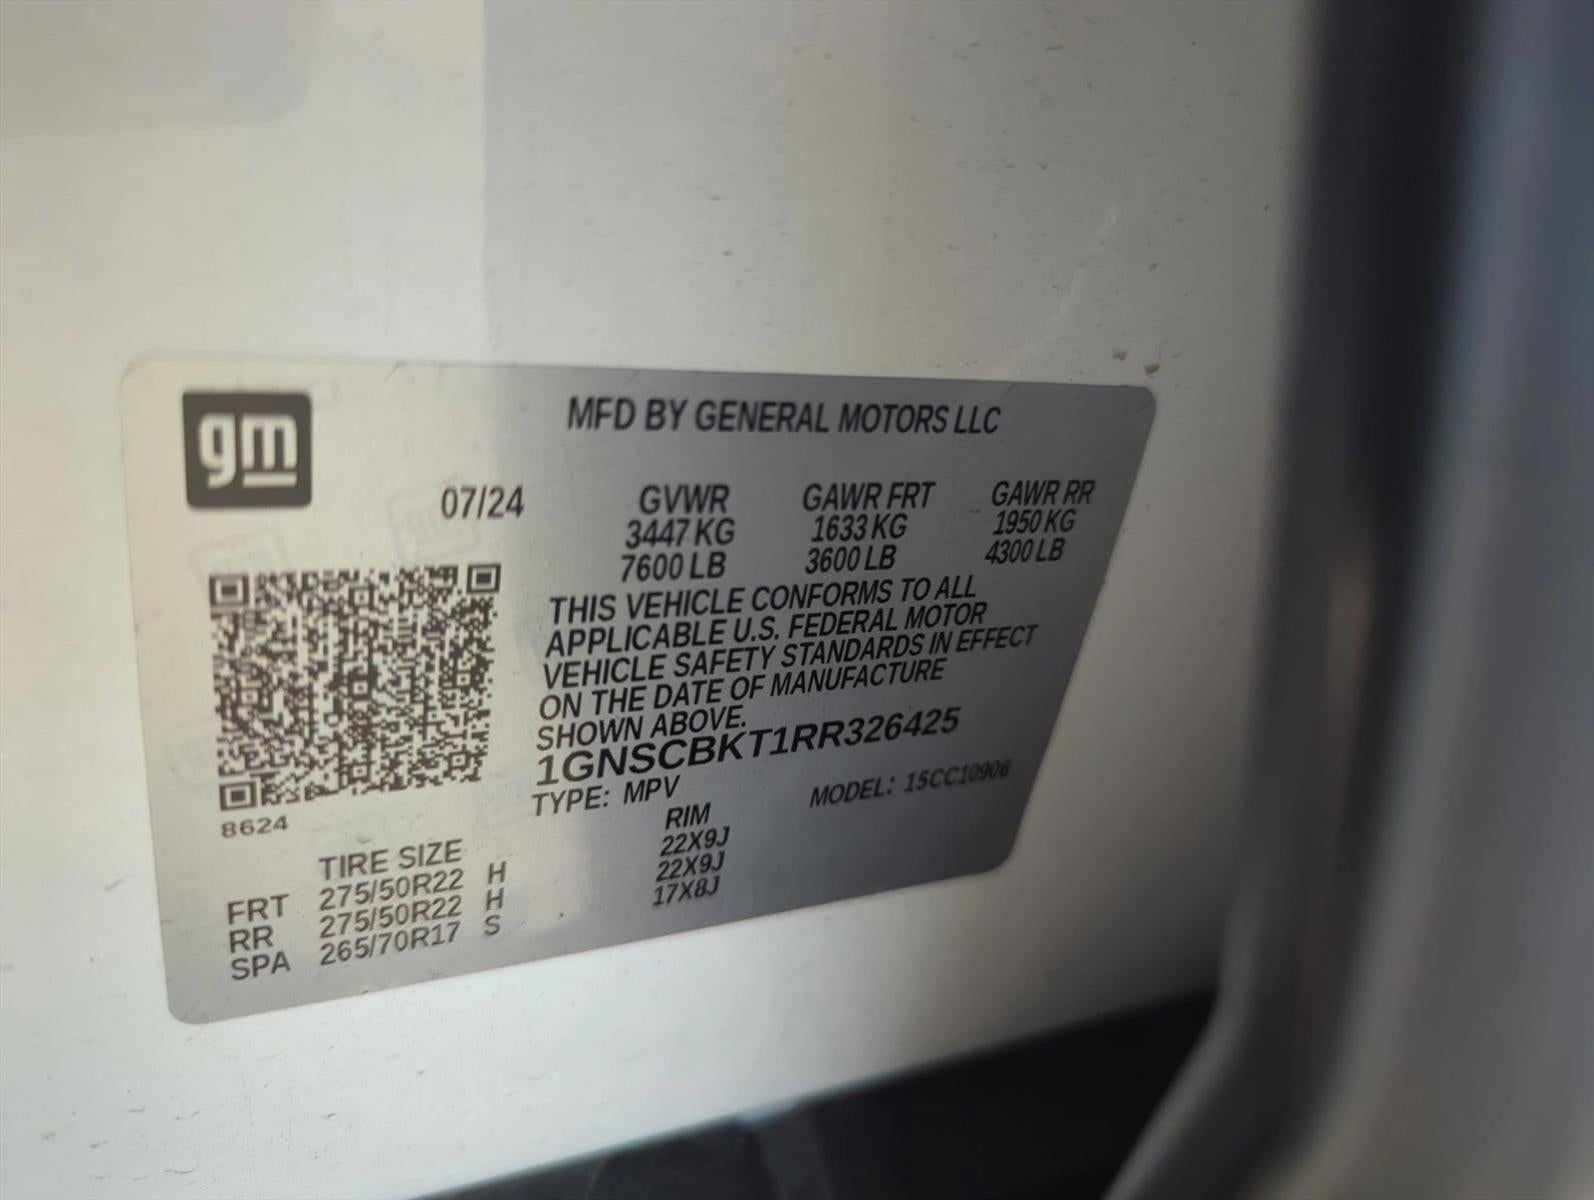 gm
MFD BY GENERAL MOTORS LLC
07/24 GVWR GAWR FRT GAWR RR
3447 KG 1633 KG 1950 KG
7600 LB 3600 LB 4300 LB
THIS VEHICLE CONFORMS TO ALL
APPLICABLE U.S. FEDERAL MOTOR
VEHICLE SAFETY STANDARDS IN EFFECT
ON THE DATE OF MANUFACTURE
SHOWN ABOVE.
1GNSCBKT1RR326425
TYPE: MPV MODEL: 15CC10906
8624
TIRE SIZE RIM
FRT 275/50R22 H 22X9J
RR 275/50R22 H 22X9J
SPA 265/70R17 S 17X8J